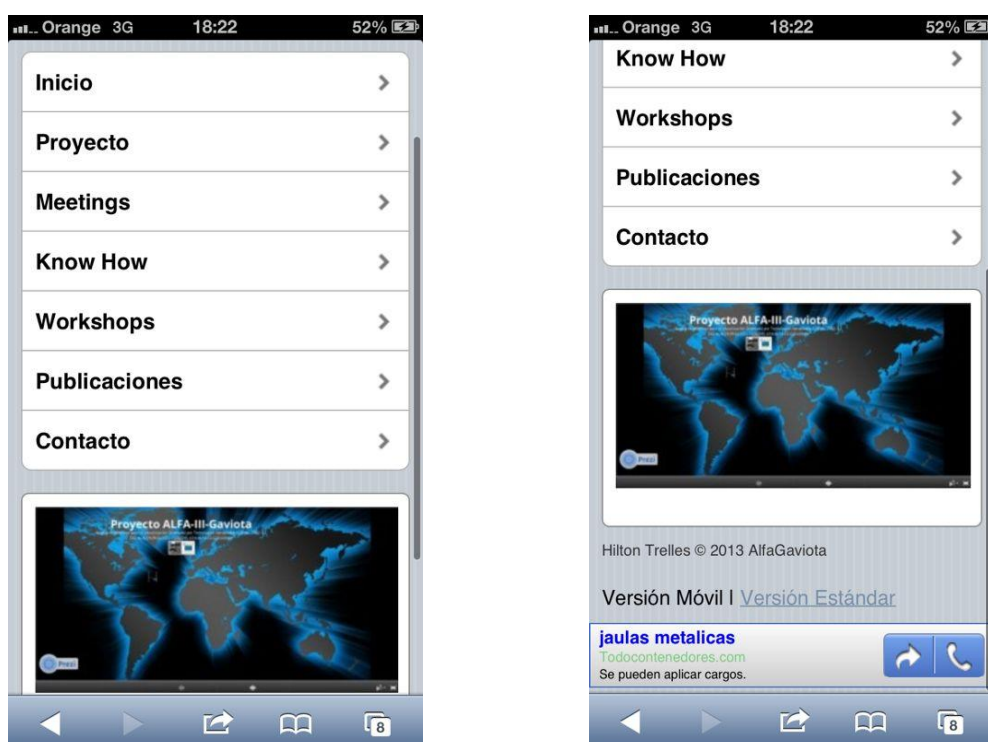 Orange 3G 18:22 52%
Inicio
Proyecto
Meetings
Know How
Workshops
Publicaciones
Contacto
Proyecto ALFA-III-Gaviota
Prezi
8
Orange 3G 18:22 52%
Know How
Workshops
Publicaciones
Contacto
Proyecto ALFA-III-Gaviota
Prezi
Hilton Trelles © 2013 AlfaGaviota
Versión Móvil | Versión Estándar
jaulas metalicas
Todocontenedores.com
Se pueden aplicar cargos.
8